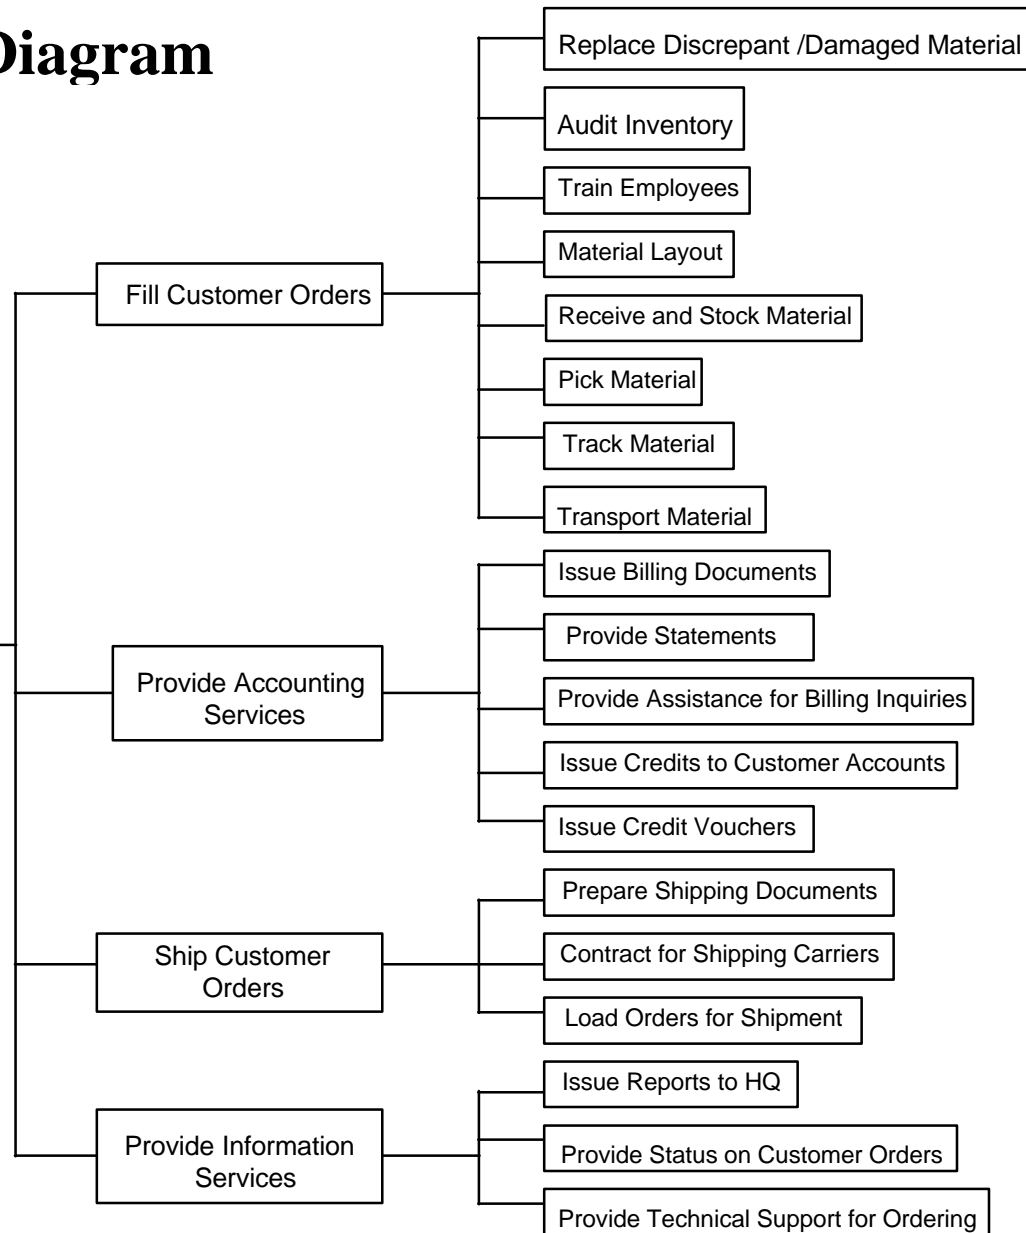 Diagram
Replace Discrepant /Damaged Material
Audit Inventory
Train Employees
Material Layout
Fill Customer Orders
Receive and Stock Material
Pick Material
Track Material
Transport Material
Issue Billing Documents
Provide Statements
Provide Accounting
Services
Provide Assistance for Billing Inquiries
Issue Credits to Customer Accounts
Issue Credit Vouchers
Prepare Shipping Documents
Ship Customer
Orders
Contract for Shipping Carriers
Load Orders for Shipment
Issue Reports to HQ
Provide Information
Services
Provide Status on Customer Orders
Provide Technical Support for Ordering